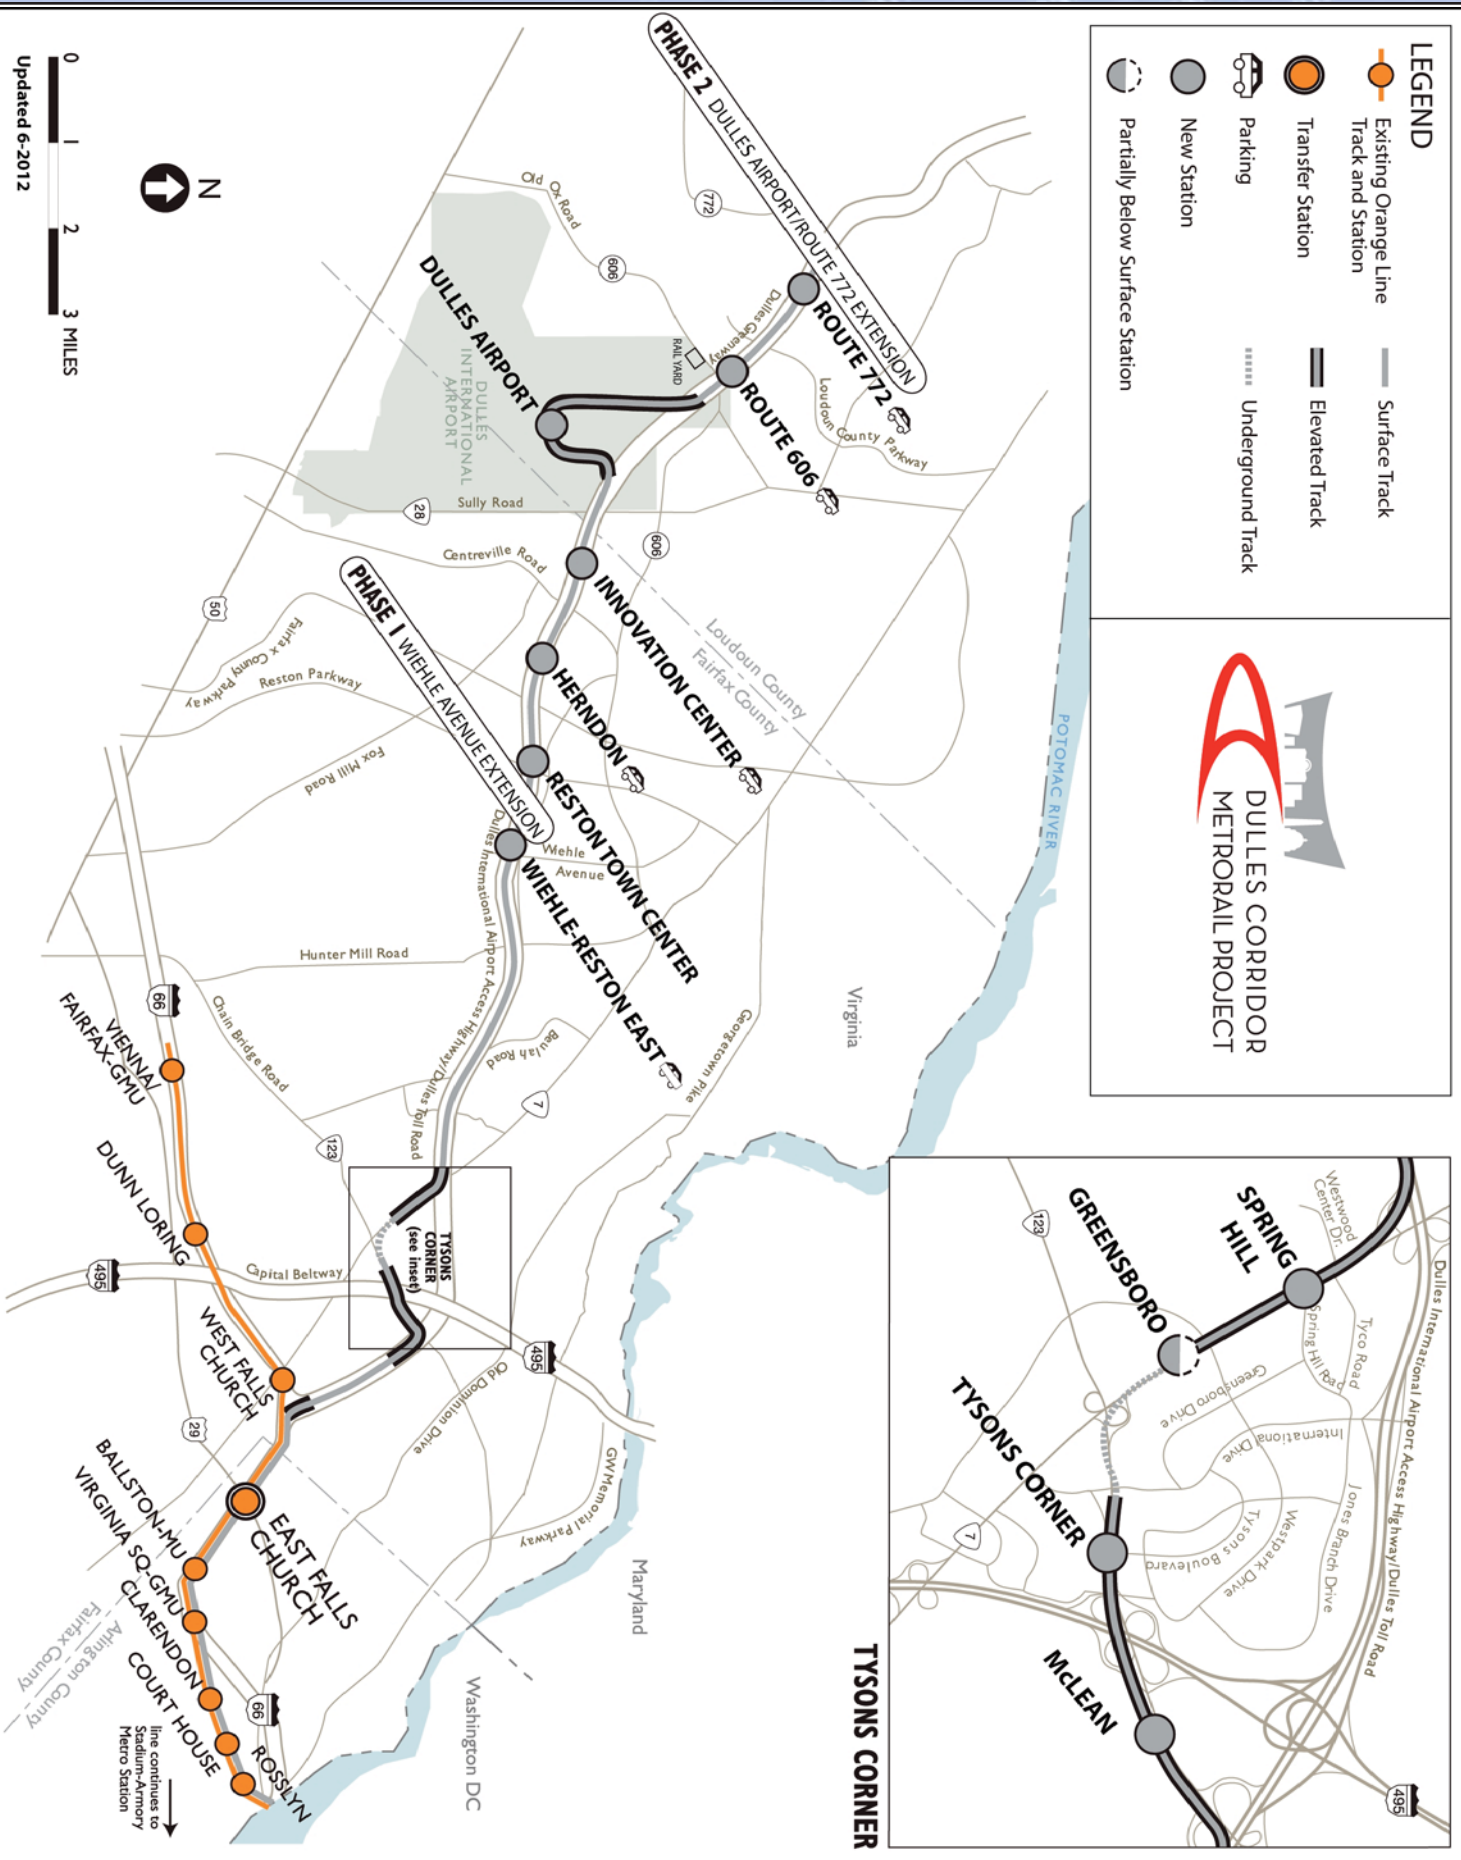 LEGEND
Existing Orange Line
Track and Station
Transfer Station
Parking
New Station
Partially Below Surface Station
Surface Track
Elevated Track
Underground Track
DULLES CORRIDOR
METRORAIL PROJECT
PHASE 2 DULLES AIRPORT/ROUTE 772 EXTENSION
ROUTE 772
ROUTE 606
DULLES AIRPORT
INNOVATION CENTER
HERNDON
RESTON TOWN CENTER
PHASE 1 WIEHLE AVENUE EXTENSION
WIEHLE-RESTON EAST
772
606
606
Old Ox Road
Dulles Greenway
RAIL YARD
Loudoun County Parkway
DULLES
INTERNATIONAL
AIRPORT
Sully Road
28
Centreville Road
50
Fairfax County Parkway
Reston Parkway
Fox Mill Road
Loudoun County
Fairfax County
POTOMAC RIVER
Wiehle
Avenue
Dulles International Airport Access Highway/Dulles Toll Road
Hunter Mill Road
Chain Bridge Road
Beulah Road
Georgetown Pike
7
123
66
Virginia
VIENNA/
FAIRFAX-GMU
DUNN LORING
WEST FALLS
CHURCH
EAST FALLS
CHURCH
BALLSTON-MU
VIRGINIA SQ-GMU
CLARENDON
COURT HOUSE
ROSSLYN
TYSONS
CORNER
(see inset)
Capital Beltway
495
495
Old Dominion Drive
GW Memorial Parkway
29
66
Maryland
Washington DC
Arlington County
Fairfax County
line continues to
Stadium-Armory
Metro Station
N
0 1 2 3 MILES
Updated 6-2012
SPRING
HILL
GREENSBORO
TYSONS CORNER
McLEAN
Westwood
Center Dr.
Spring Hill Road
Tyco Road
Greensboro Drive
International
Drive
Jones Branch Drive
Westpark Drive
Tysons Boulevard
Dulles International Airport Access Highway/Dulles Toll Road
123
7
495
TYSONS CORNER